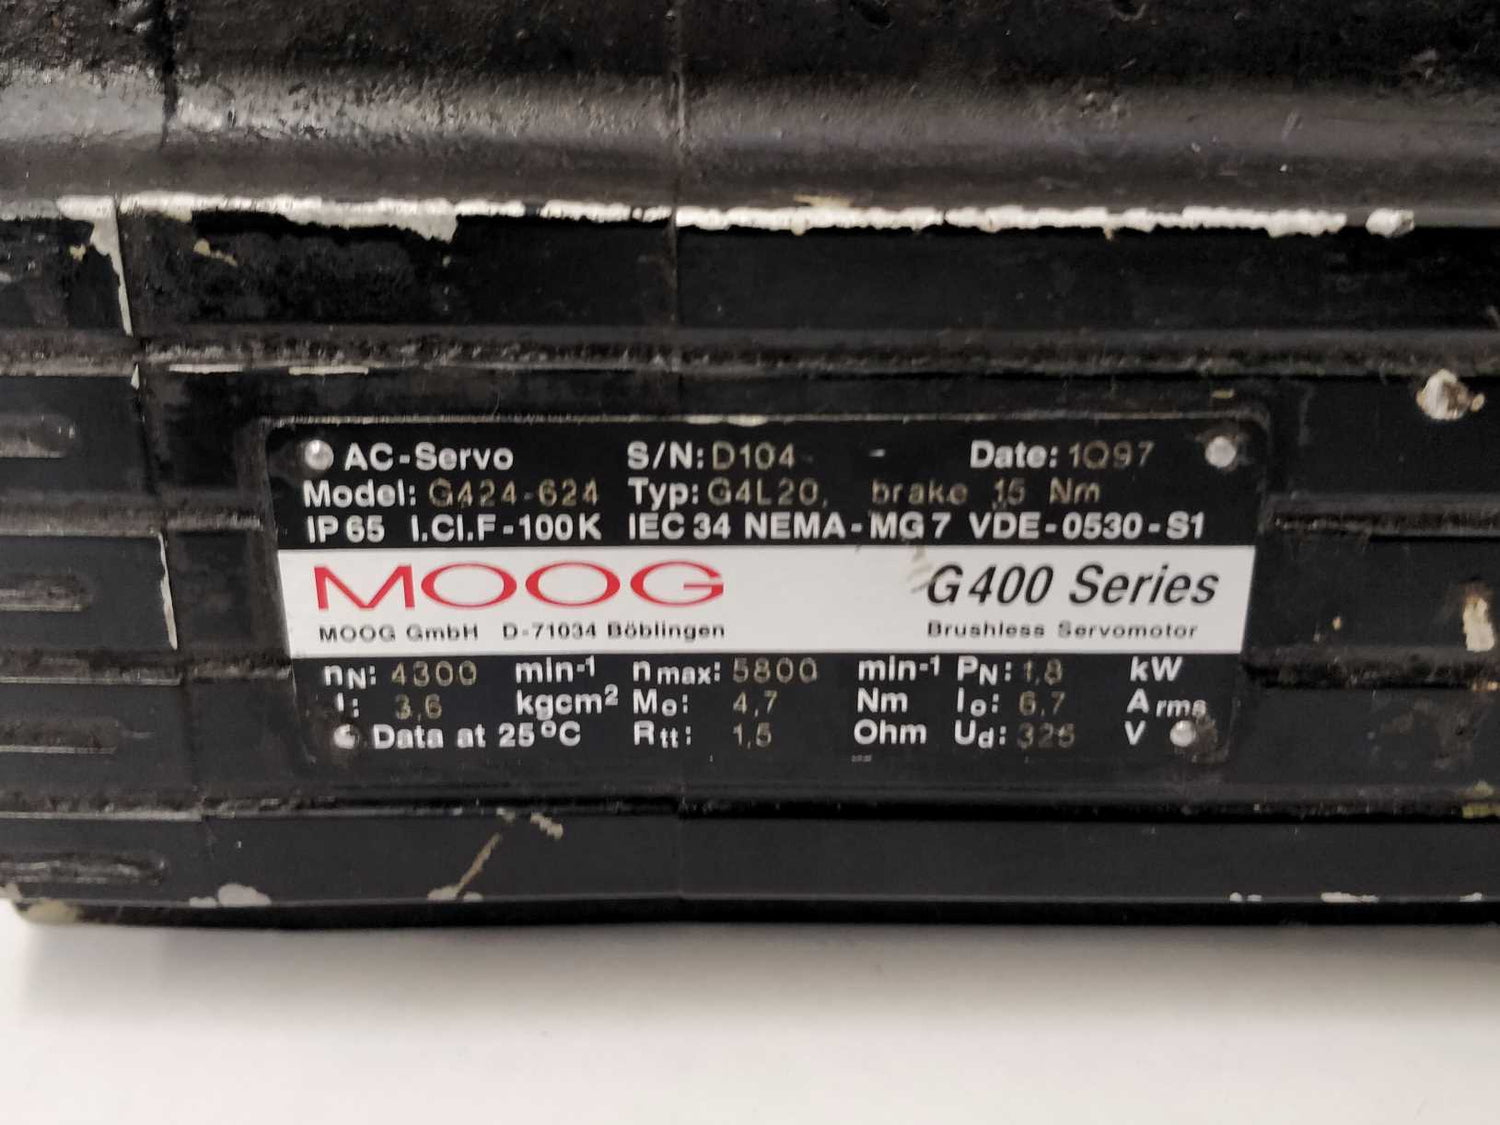 AC-Servo S/N: D104 - Date: 1Q97
Model: G424-624 Typ: G4L20, brake 15 Nm
IP 65 I.Cl.F-100K IEC 34 NEMA-MG 7 VDE-0530-S1
MOOG G400 Series
MOOG GmbH D-71034 Böblingen Brushless Servomotor
nN: 4300 min-1 nmax: 5800 min-1 PN: 1,8 kW
J: 3,6 kgcm² Mo: 4,7 Nm Io: 6,7 Arms
Data at 25°C Rtt: 1,5 Ohm Ud: 325 V